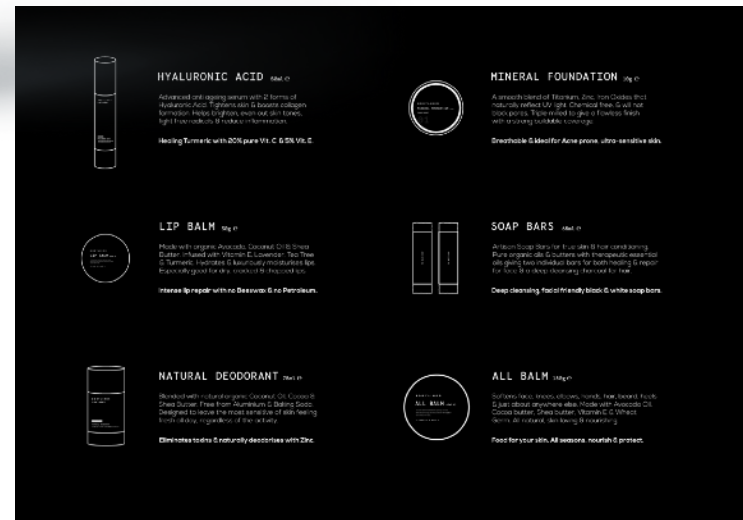 HYALURONIC ACID
Advanced anti ageing serum with 2 forms of
Hyaluronic Acid. Tightens skin & boosts collagen
formation. Helps brighten, even out skin tones,
fight free radicals & reduce inflammation.
Healing Turmeric with 20% pure Vit. C & 5% Vit. E.
MINERAL FOUNDATION
A smooth blend of Titanium, Zinc, Iron Oxides that
naturally reflect UV light. Chemical free, & will not
block pores. Triple milled to give a flawless finish
with a strong buildable coverage.
Breathable & ideal for Acne prone, ultra-sensitive skin.
LIP BALM
LIP BALM
Made with organic Avocado, Coconut Oil & Shea
Butter. Infused with Vitamin E, Lavender, Tea Tree
& Turmeric. Hydrates & luxuriously moisturises lips.
Especially good for dry, cracked & chapped lips.
Intense lip repair with no Beeswax & no Petroleum.
SOAP BARS
Artisan Soap Bars for true skin & hair conditioning.
Pure organic oils & butters with therapeutic essential
oils giving two individual bars for both healing & repair
for face & a deep cleansing charcoal for hair.
Deep cleansing, facial friendly black & white soap bars.
NATURAL DEODORANT
Blended with natural organic Coconut Oil, Cocoa &
Shea Butter. Free from Aluminium & Baking Soda.
Designed to leave the most sensitive of skin feeling
fresh all day, regardless of the activity.
Eliminates toxins & naturally deodorises with Zinc.
ALL BALM
ALL BALM
Softens face, knees, elbows, hands, hair, beard, heels
& just about anywhere else. Made with Avocado Oil,
Cocoa butter, Shea butter, Vitamin E & Wheat
Germ. All natural, skin loving & nourishing.
Food for your skin. All seasons, nourish & protect.